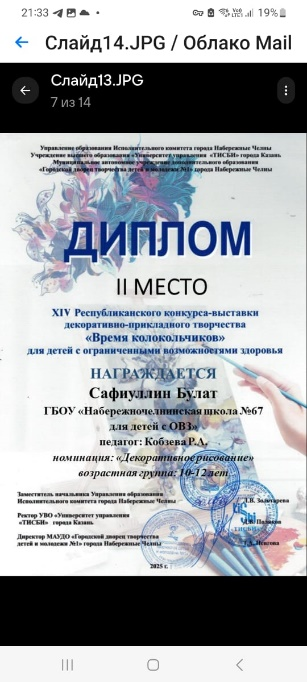 21:33
19%
Слайд14.JPG / Облако Mail
Слайд13.JPG
7 из 14
Управление образования Исполнительного комитета города Набережные Челны
Учреждение высшего образования «Университет управления «ТИСБИ» города Казань
Муниципальное автономное учреждение дополнительного образования
«Городской дворец творчества детей и молодежи №1» города Набережные Челны
ДИПЛОМ
II МЕСТО
XIV Республиканского конкурса-выставки
декоративно-прикладного творчества
«Время колокольчиков»
для детей с ограниченными возможностями здоровья
НАГРАЖДАЕТСЯ
Сафиуллин Булат
ГБОУ «Набережночелнинская школа №67
для детей с ОВЗ»
педагог: Кобзева Р.А.
номинация: «Декоративное рисование»
возрастная группа: 10-12 лет
Заместитель начальника Управления образования
Исполнительного комитета города Набережные Челны
Ректор УВО «Университет управления
«ТИСБИ» города Казань
Директор МАУДО «Городской дворец творчества
детей и молодежи №1» города Набережные Челны
2025 г.